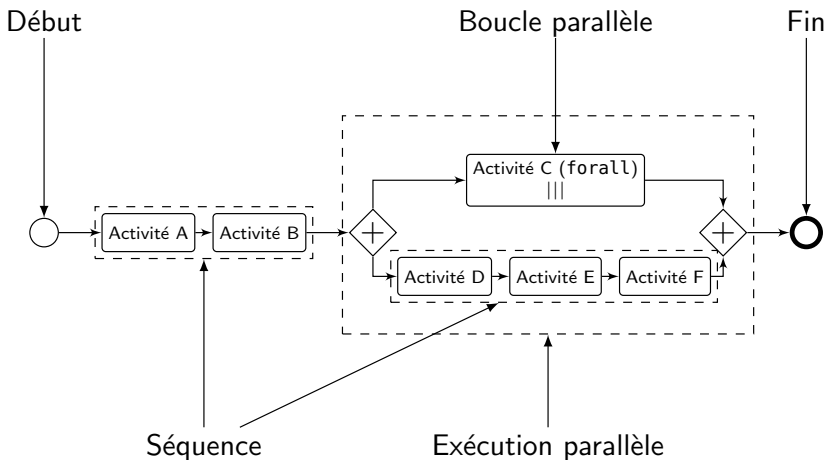 Début
Boucle parallèle
Fin
Activité C (forall)
|||
Activité A
Activité B
+
+
Activité D
Activité E
Activité F
Séquence
Exécution parallèle